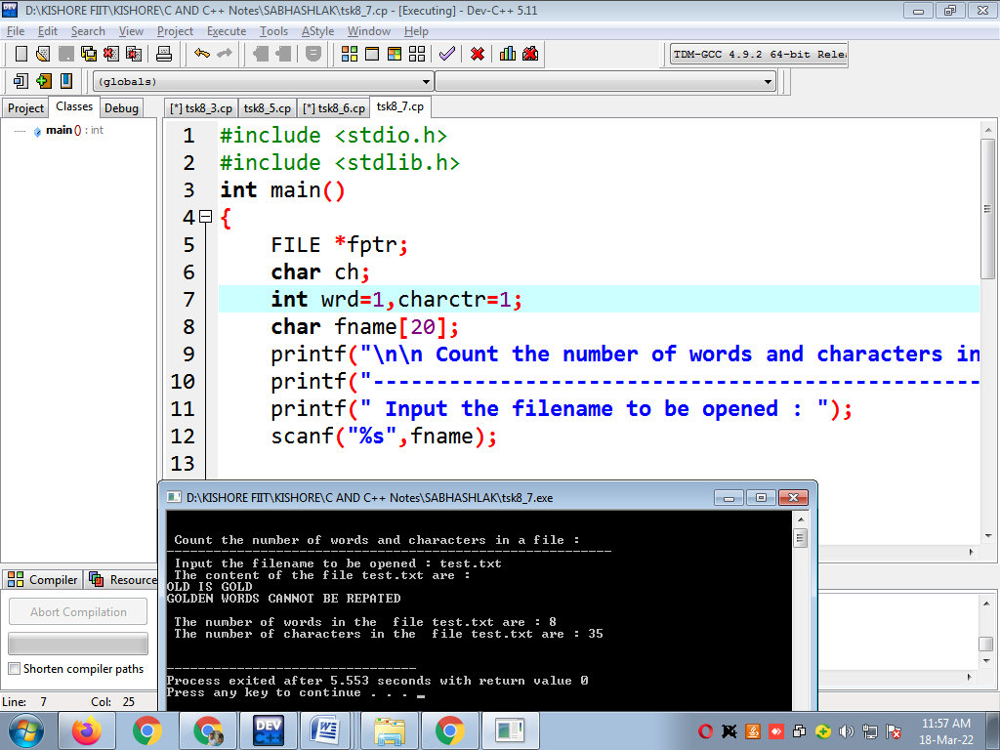 D:\KISHORE FIIT\KISHORE\C AND C++ Notes\SABHASHLAK\tsk8_7.cp - [Executing] - Dev-C++ 5.11
File Edit Search View Project Execute Tools AStyle Window Help
TDM-GCC 4.9.2 64-bit Rele
(globals)
Project Classes Debug
[*] tsk8_3.cp tsk8_5.cp [*] tsk8_6.cp tsk8_7.cp
main () : int
1 #include <stdio.h>
2 #include <stdlib.h>
3 int main()
4 {
5 FILE *fptr;
6 char ch;
7 int wrd=1,charctr=1;
8 char fname[20];
9 printf("\n\n Count the number of words and characters in
10 printf("------------------------------------------------
11 printf(" Input the filename to be opened : ");
12 scanf("%s",fname);
13
D:\KISHORE FIIT\KISHORE\C AND C++ Notes\SABHASHLAK\tsk8_7.exe
Count the number of words and characters in a file :
---------------------------------------------------------
Input the filename to be opened : test.txt
The content of the file test.txt are :
OLD IS GOLD
GOLDEN WORDS CANNOT BE REPATED
The number of words in the  file test.txt are : 8
The number of characters in the  file test.txt are : 35
--------------------------------
Process exited after 5.553 seconds with return value 0
Press any key to continue . . . _
Compiler Resource
Abort Compilation
Shorten compiler paths
Line: 7 Col: 25
DEV C++
11:57 AM
18-Mar-22